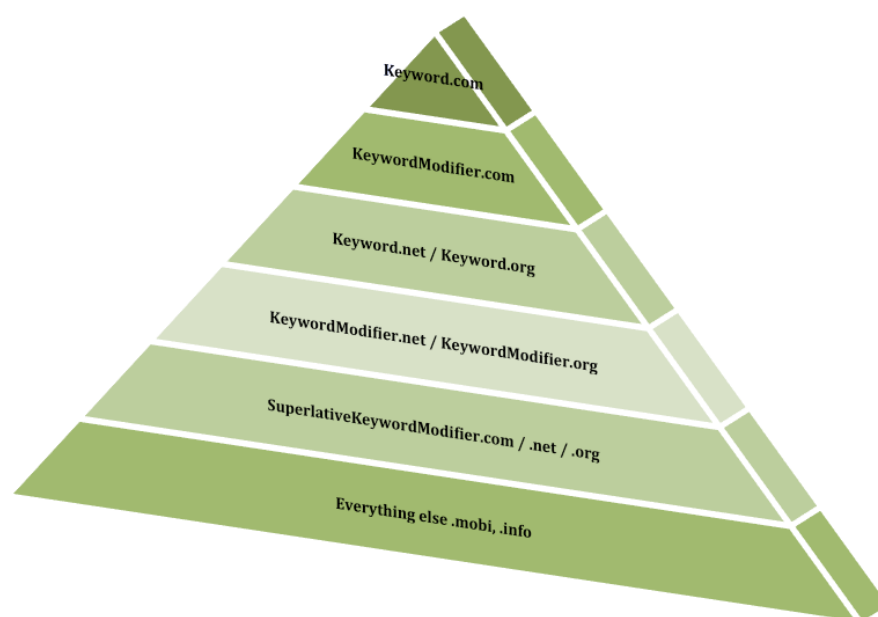 Keyword.com
KeywordModifier.com
Keyword.net / Keyword.org
KeywordModifier.net / KeywordModifier.org
SuperlativeKeywordModifier.com / .net / .org
Everything else .mobi, .info